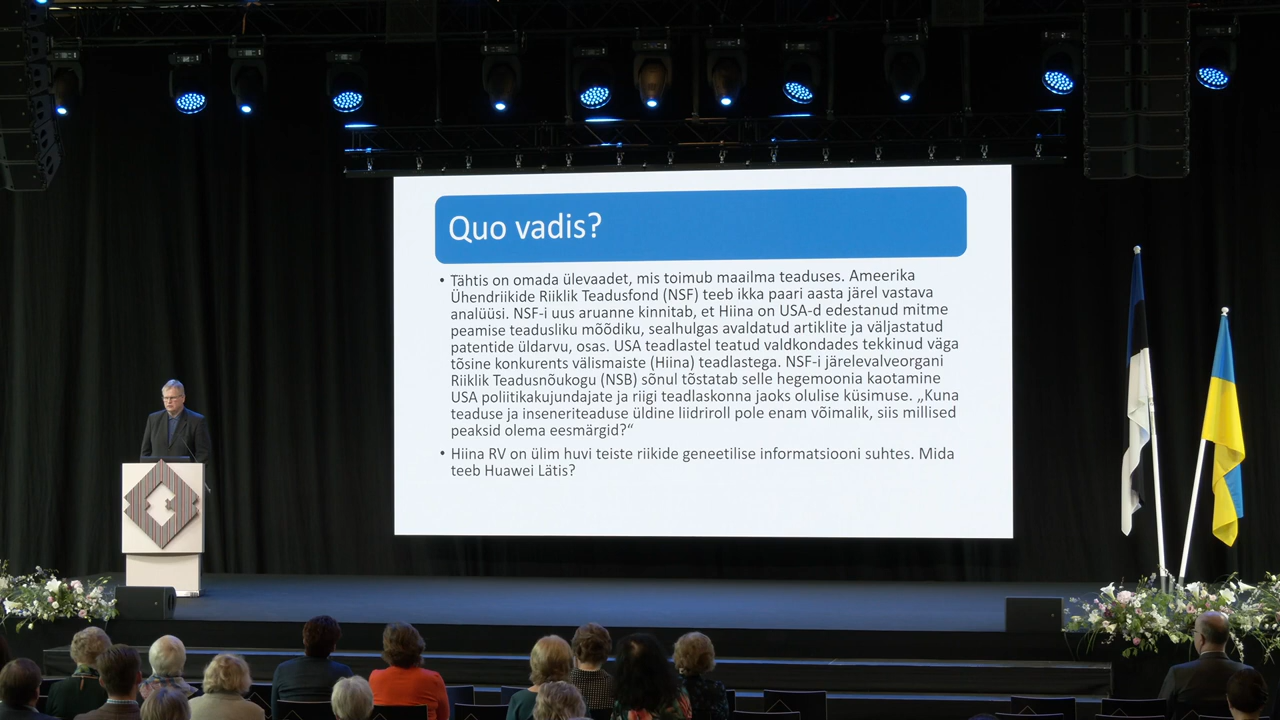 Quo vadis?
• Tähtis on omada ülevaadet, mis toimub maailma teaduses. Ameerika
Ühendriikide Riiklik Teadusfond (NSF) teeb ikka paari aasta järel vastava
analüüsi. NSF-i uus aruanne kinnitab, et Hiina on USA-d edestanud mitme
peamise teadusliku mõõdiku, sealhulgas avaldatud artiklite ja väljastatud
patentide üldarvu, osas. USA teadlastel teatud valdkondades tekkinud väga
tõsine konkurents välismaiste (Hiina) teadlastega. NSF-i järelevalveorgani
Riiklik Teadusnõukogu (NSB) sõnul tõstatab selle hegemoonia kaotamine
USA poliitikakujundajate ja riigi teadlaskonna jaoks olulise küsimuse. „Kuna
teaduse ja inseneriteaduse üldine liidriroll pole enam võimalik, siis millised
peaksid olema eesmärgid?“
• Hiina RV on ülim huvi teiste riikide geneetilise informatsiooni suhtes. Mida
teeb Huawei Lätis?